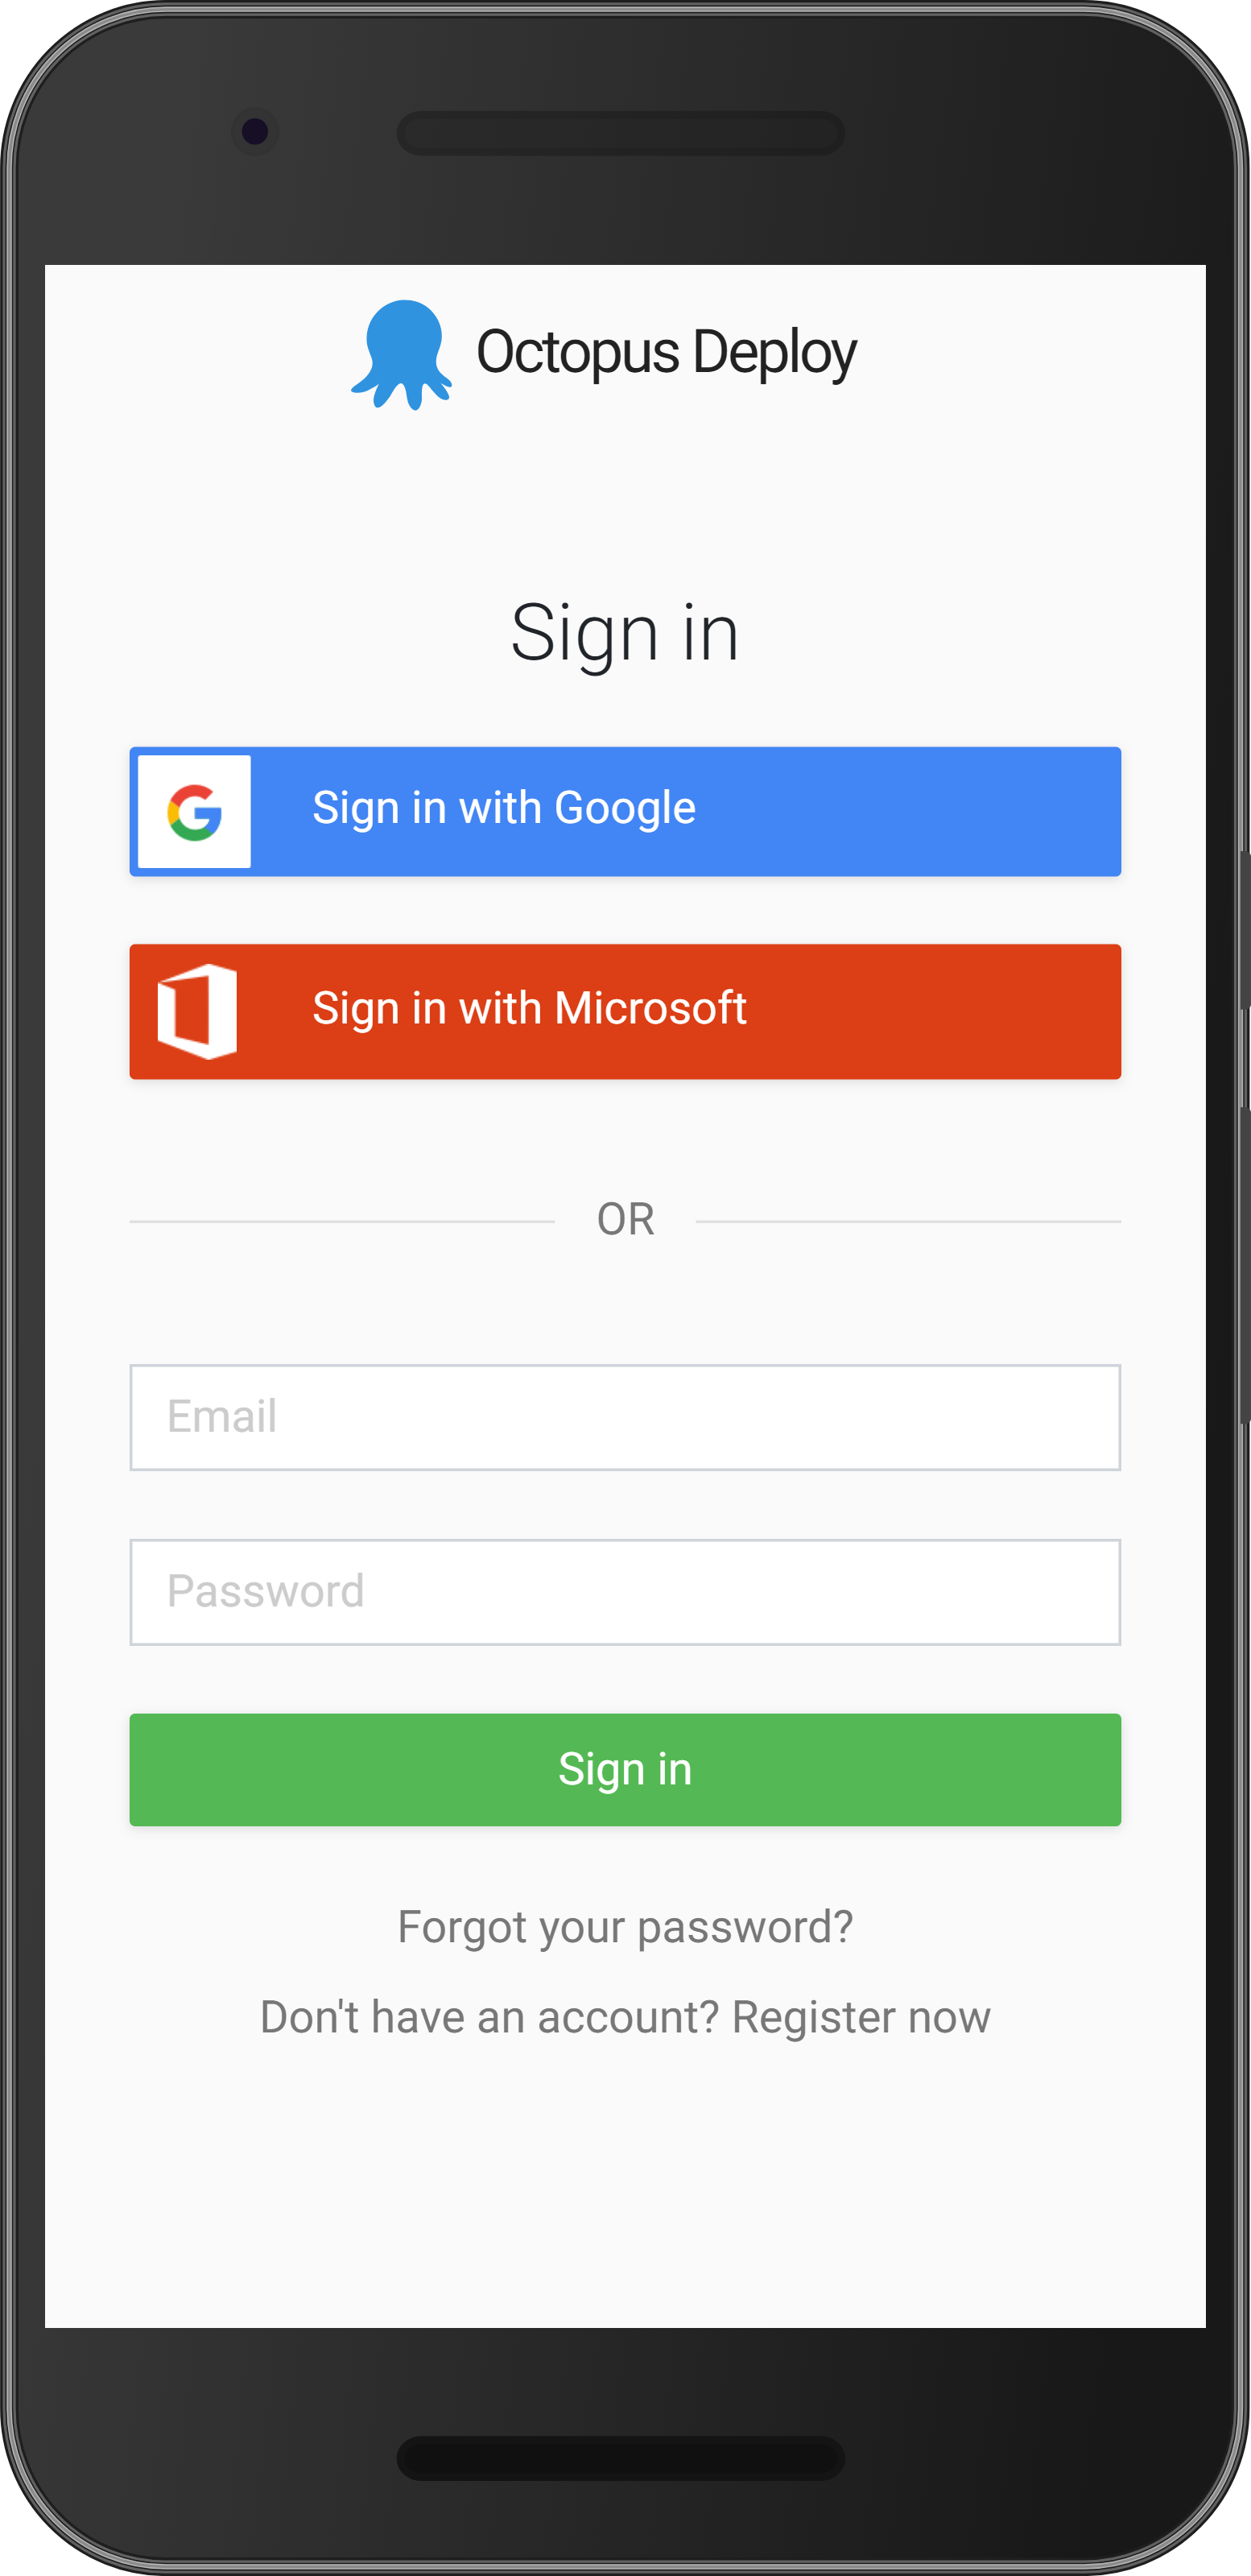 Octopus Deploy
Sign in
Sign in with Google
Sign in with Microsoft
OR
Email
Password
Sign in
Forgot your password?
Don't have an account? Register now